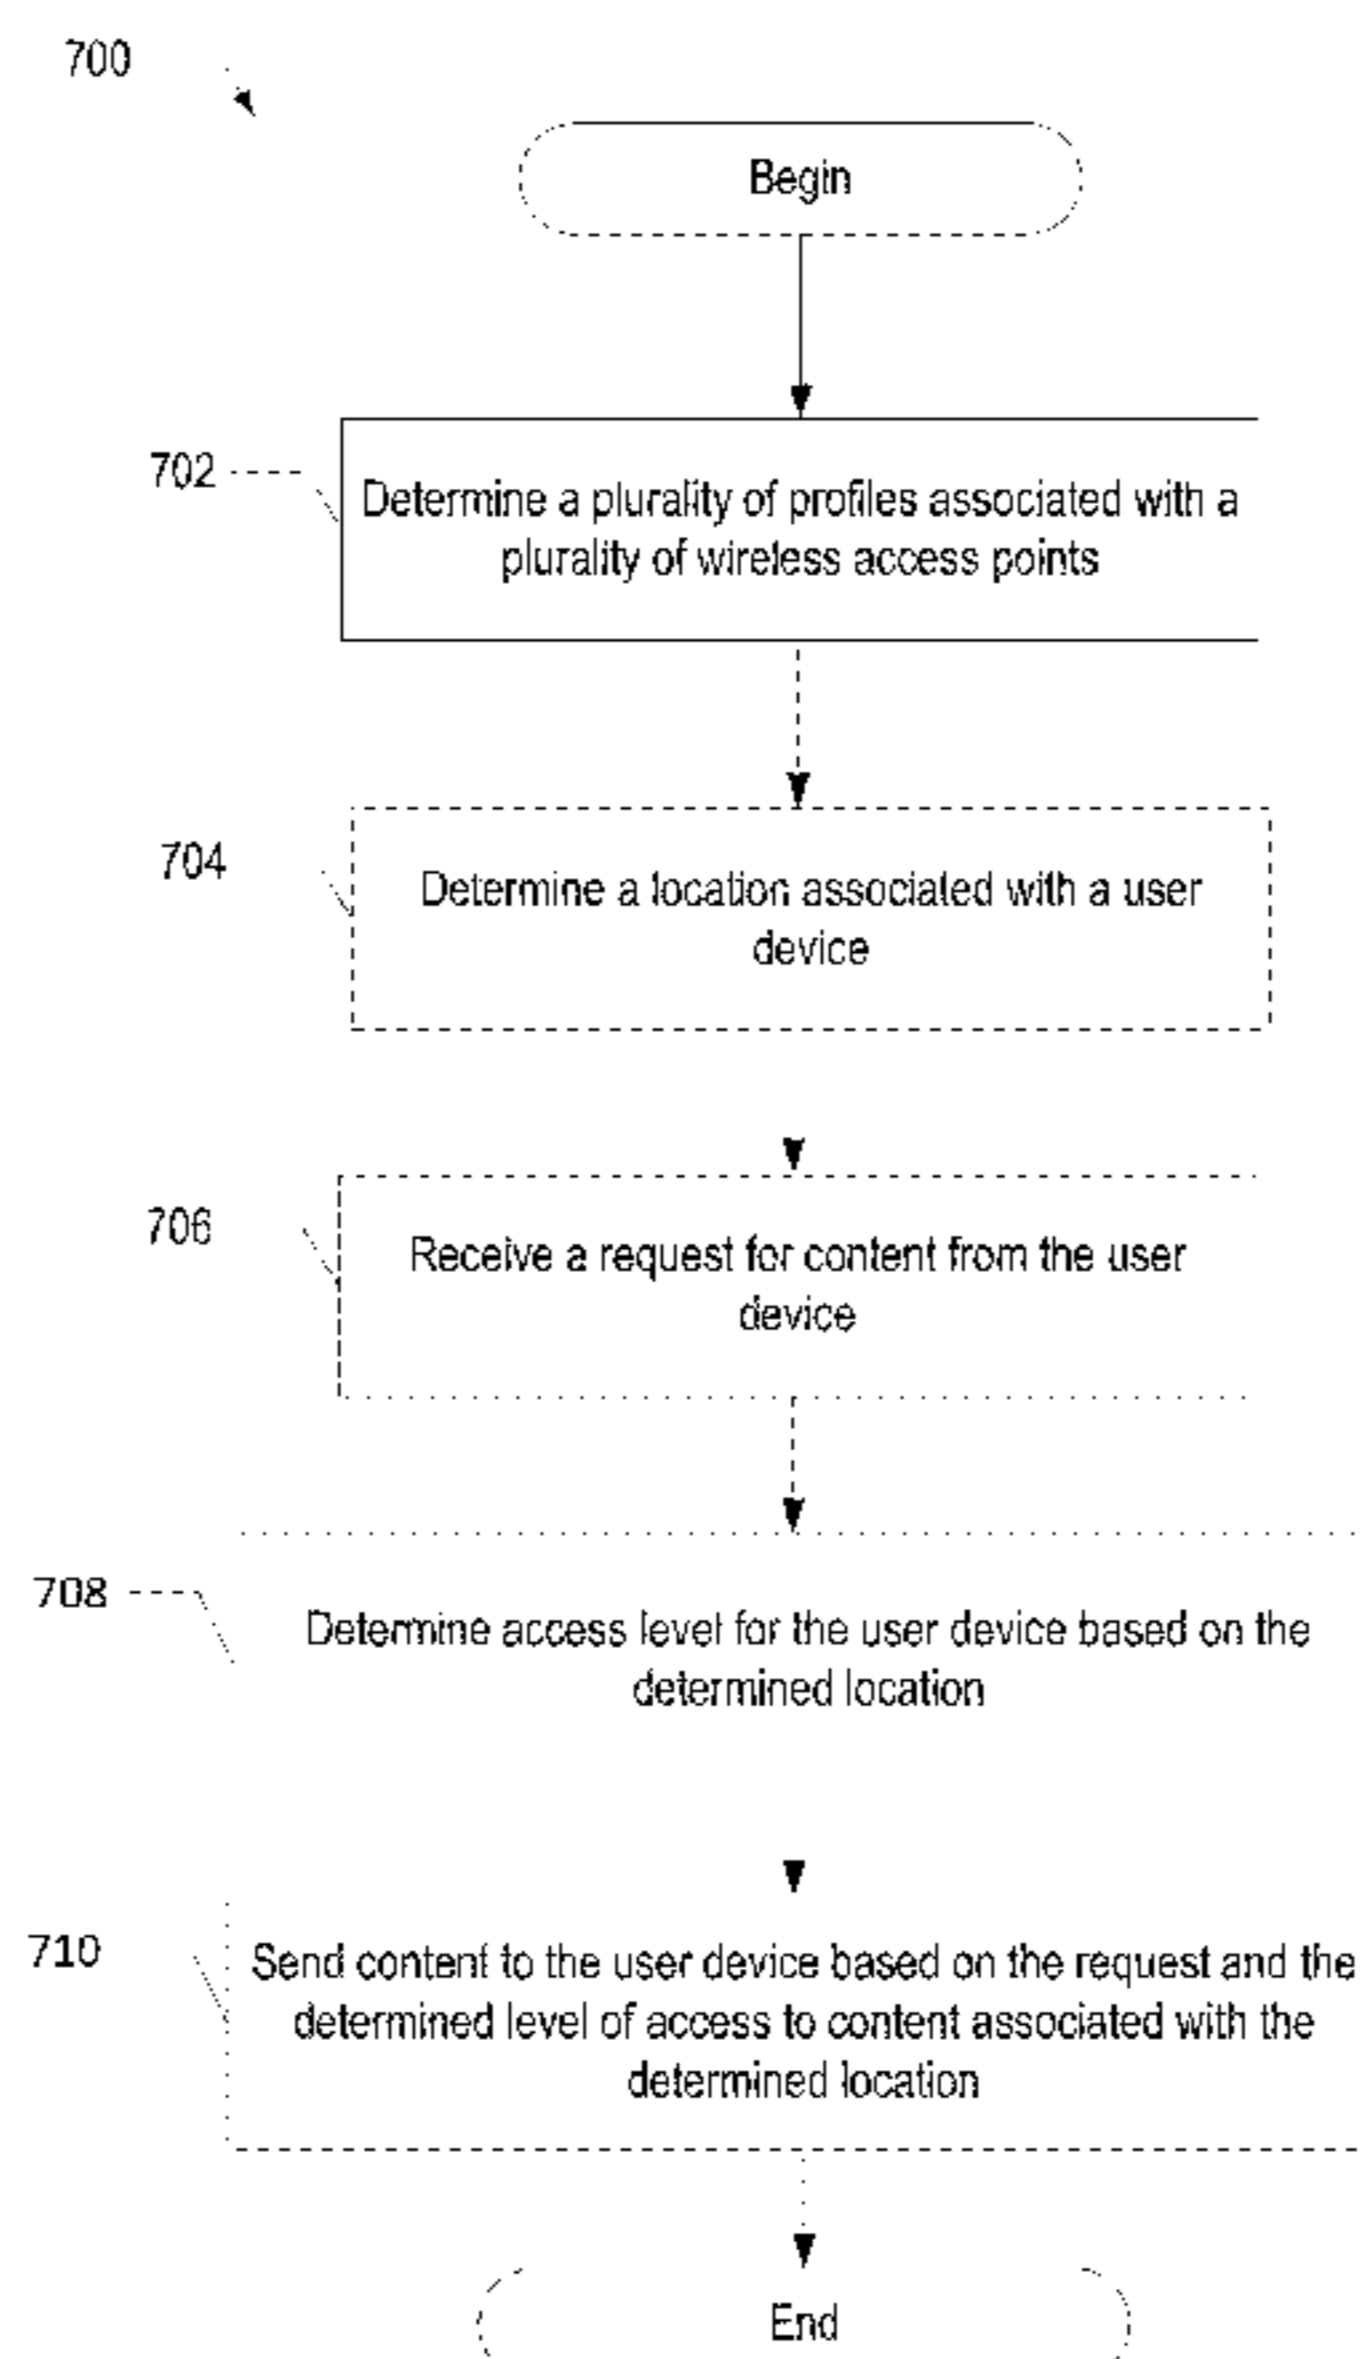 700
Begin
702
Determine a plurality of profiles associated with a
plurality of wireless access points
704
Determine a location associated with a user
device
706
Receive a request for content from the user
device
708
Determine access level for the user device based on the
determined location
710
Send content to the user device based on the request and the
determined level of access to content associated with the
determined location
End